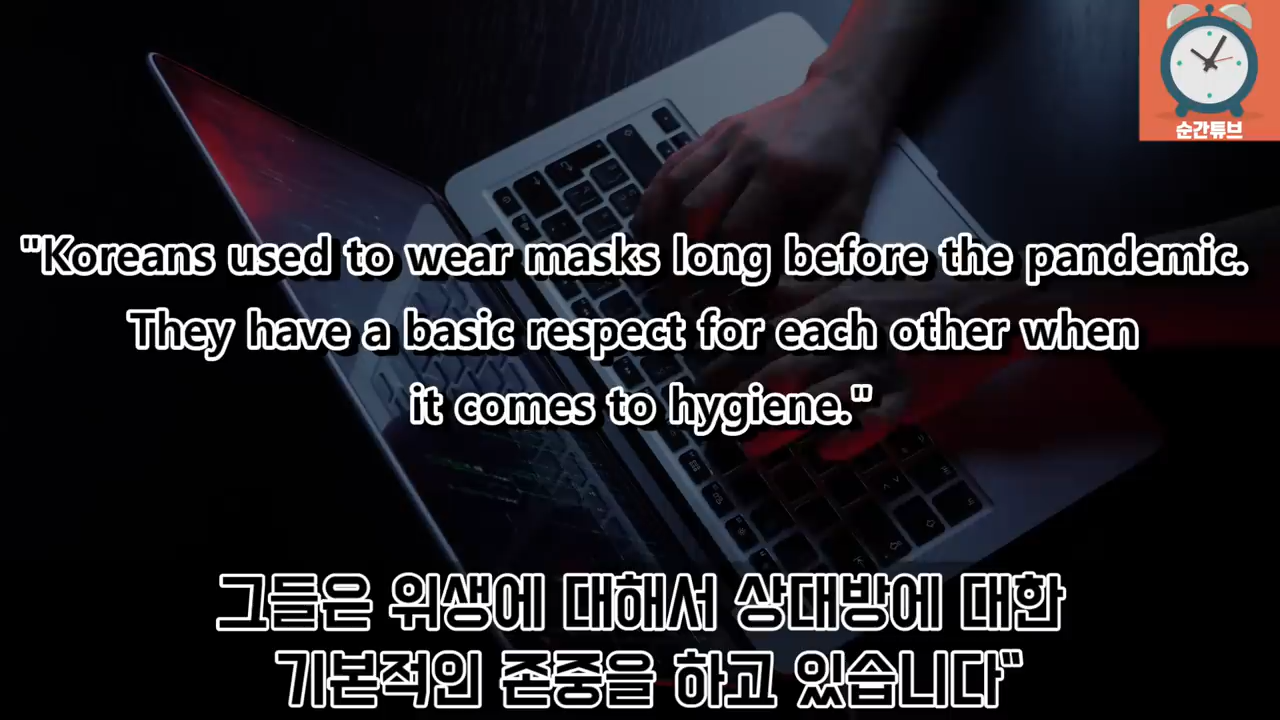 순간튜브
"Koreans used to wear masks long before the pandemic.
They have a basic respect for each other when
it comes to hygiene."
그들은 위생에 대해서 상대방에 대한
기본적인 존중을 하고 있습니다"